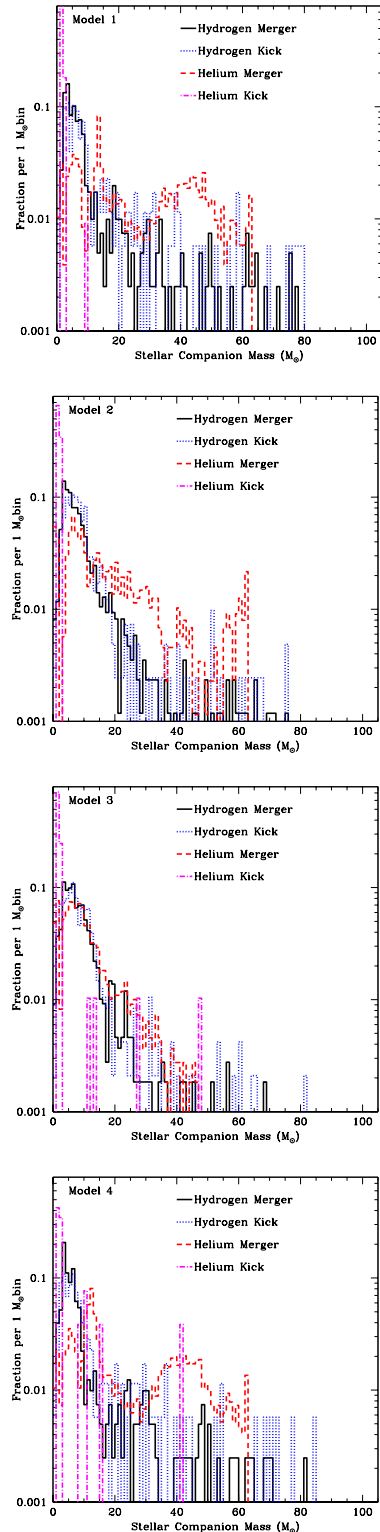 Model 1
Hydrogen Merger
Hydrogen Kick
Helium Merger
Helium Kick
Fraction per 1 M⊙bin
0.1
0.01
0.001
0 20 40 60 80 100
Stellar Companion Mass (M⊙)
Model 2
Hydrogen Merger
Hydrogen Kick
Helium Merger
Helium Kick
Fraction per 1 M⊙bin
0.1
0.01
0.001
0 20 40 60 80 100
Stellar Companion Mass (M⊙)
Model 3
Hydrogen Merger
Hydrogen Kick
Helium Merger
Helium Kick
Fraction per 1 M⊙bin
0.1
0.01
0.001
0 20 40 60 80 100
Stellar Companion Mass (M⊙)
Model 4
Hydrogen Merger
Hydrogen Kick
Helium Merger
Helium Kick
Fraction per 1 M⊙bin
0.1
0.01
0.001
0 20 40 60 80 100
Stellar Companion Mass (M⊙)